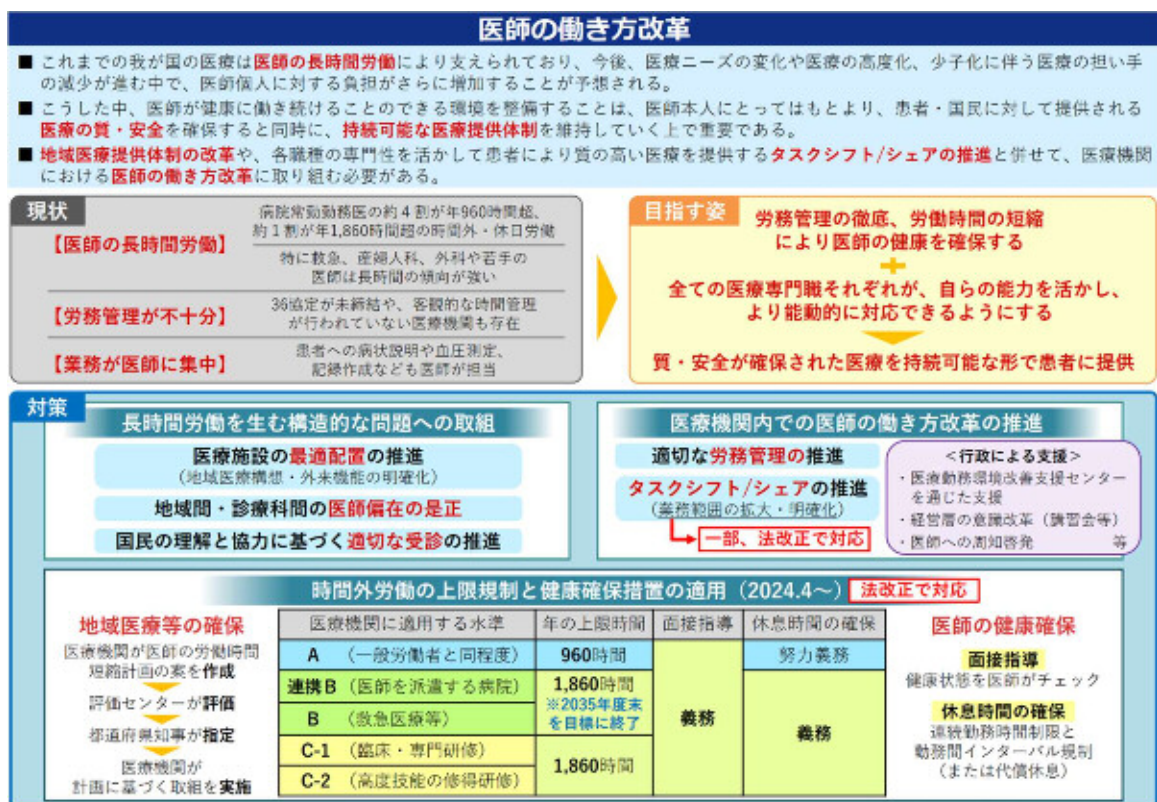 医師の働き方改革
■ これまでの我が国の医療は医師の長時間労働により支えられており、今後、医療ニーズの変化や医療の高度化、少子化に伴う医療の担い手
の減少が進む中で、医師個人に対する負担がさらに増加することが予想される。
■ こうした中、医師が健康に働き続けることのできる環境を整備することは、医師本人にとってはもとより、患者・国民に対して提供される
医療の質・安全を確保すると同時に、持続可能な医療提供体制を維持していく上で重要である。
■ 地域医療提供体制の改革や、各職種の専門性を活かして患者により質の高い医療を提供するタスクシフト/シェアの推進と併せて、医療機関
における医師の働き方改革に取り組む必要がある。
現状
【医師の長時間労働】
病院常勤勤務医の約4割が年960時間超、
約1割が年1,860時間超の時間外・休日労働
特に救急、産婦人科、外科や若手の
医師は長時間の傾向が強い
【労務管理が不十分】
36協定が未締結や、客観的な時間管理
が行われていない医療機関も存在
【業務が医師に集中】
患者への病状説明や血圧測定、
記録作成なども医師が担当
目指す姿
労務管理の徹底、労働時間の短縮
により医師の健康を確保する
+
全ての医療専門職それぞれが、自らの能力を活かし、
より能動的に対応できるようにする
質・安全が確保された医療を持続可能な形で患者に提供
対策
長時間労働を生む構造的な問題への取組
医療施設の最適配置の推進
(地域医療構想・外来機能の明確化)
地域間・診療科間の医師偏在の是正
国民の理解と協力に基づく適切な受診の推進
医療機関内での医師の働き方改革の推進
適切な労務管理の推進
タスクシフト/シェアの推進
(業務範囲の拡大・明確化)
一部、法改正で対応
<行政による支援>
・医療勤務環境改善支援センター
を通じた支援
・経営層の意識改革(講習会等)
・医師への周知啓発 等
時間外労働の上限規制と健康確保措置の適用(2024.4~) 法改正で対応
地域医療等の確保
医療機関が医師の労働時間
短縮計画の案を作成
評価センターが評価
都道府県知事が指定
医療機関が
計画に基づく取組を実施
医療機関に適用する水準 年の上限時間 面接指導 休息時間の確保
A (一般労働者と同程度) 960時間 努力義務
連携B (医師を派遣する病院) 1,860時間
※2035年度末
を目標に終了
B (救急医療等)
義務 義務
C-1 (臨床・専門研修) 1,860時間
C-2 (高度技能の修得研修)
医師の健康確保
面接指導
健康状態を医師がチェック
休息時間の確保
連続勤務時間制限と
勤務間インターバル規制
(または代償休息)